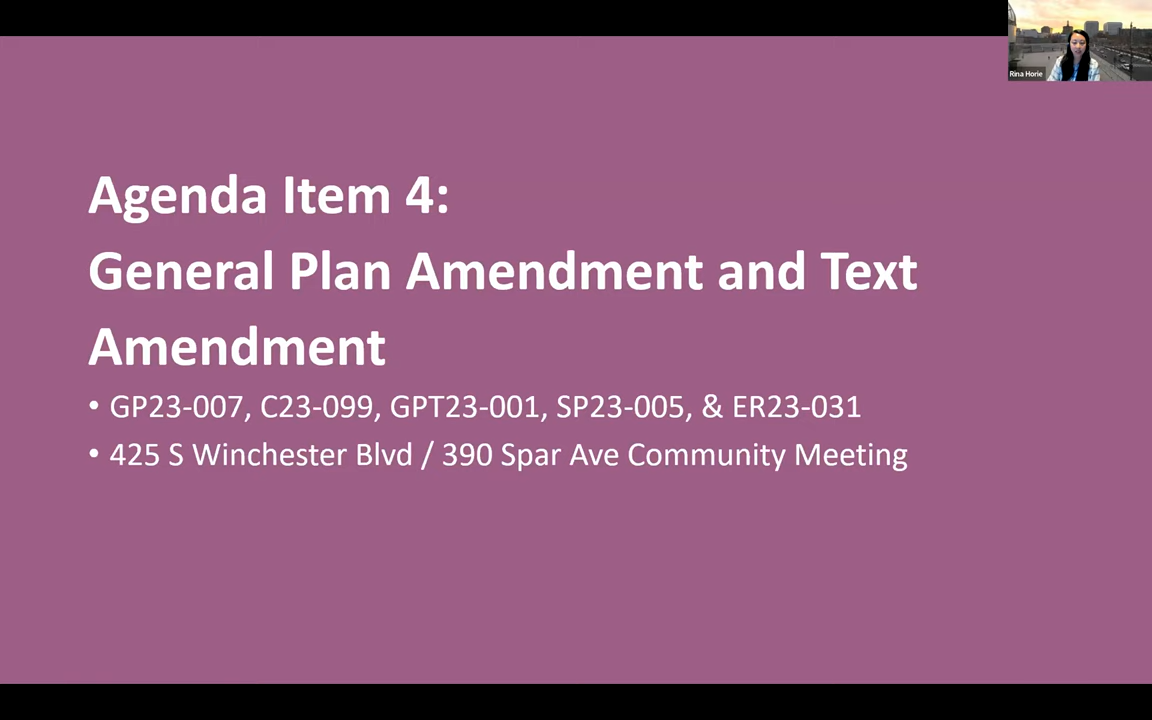 Rina Horie
Agenda Item 4:
General Plan Amendment and Text
Amendment
• GP23-007, C23-099, GPT23-001, SP23-005, & ER23-031
• 425 S Winchester Blvd / 390 Spar Ave Community Meeting